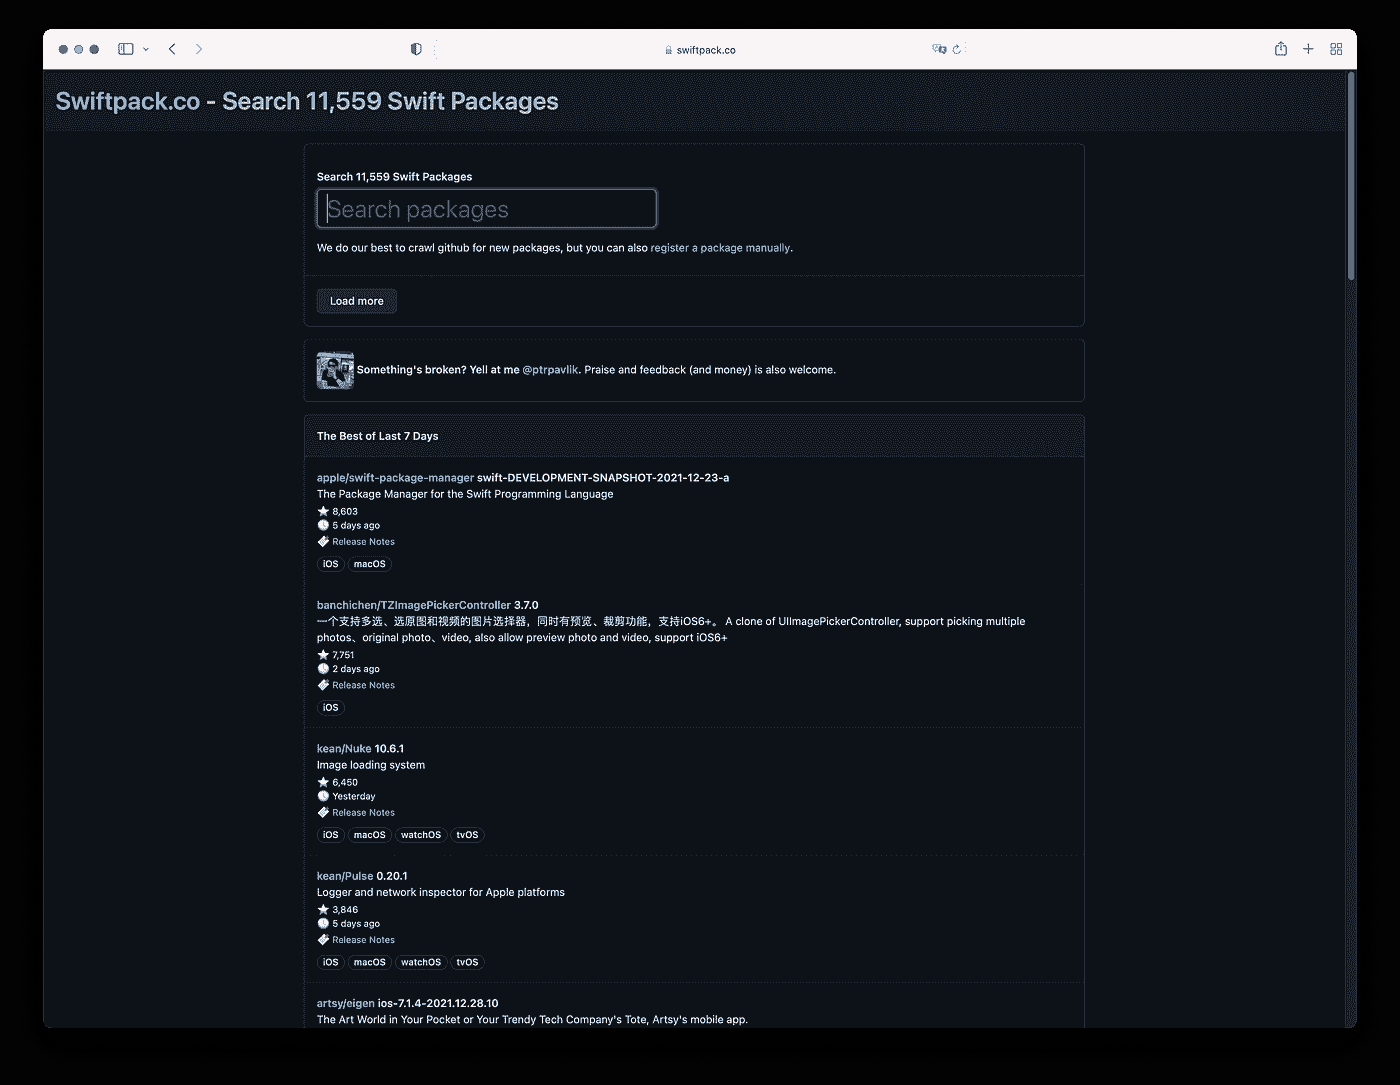 swiftpack.co
Swiftpack.co - Search 11,559 Swift Packages
Search 11,559 Swift Packages
Search packages
We do our best to crawl github for new packages, but you can also register a package manually.
Load more
Something's broken? Yell at me @ptrpavlik. Praise and feedback (and money) is also welcome.
The Best of Last 7 Days
apple/swift-package-manager swift-DEVELOPMENT-SNAPSHOT-2021-12-23-a
The Package Manager for the Swift Programming Language
8,603
5 days ago
Release Notes
iOS macOS
banchichen/TZImagePickerController 3.7.0
一个支持多选、选原图和视频的图片选择器，同时有预览、裁剪功能，支持iOS6+。 A clone of UIImagePickerController, support picking multiple
photos、original photo、video, also allow preview photo and video, support iOS6+
7,751
2 days ago
Release Notes
iOS
kean/Nuke 10.6.1
Image loading system
6,450
Yesterday
Release Notes
iOS macOS watchOS tvOS
kean/Pulse 0.20.1
Logger and network inspector for Apple platforms
3,846
5 days ago
Release Notes
iOS macOS watchOS tvOS
artsy/eigen ios-7.1.4-2021.12.28.10
The Art World in Your Pocket or Your Trendy Tech Company's Tote, Artsy's mobile app.